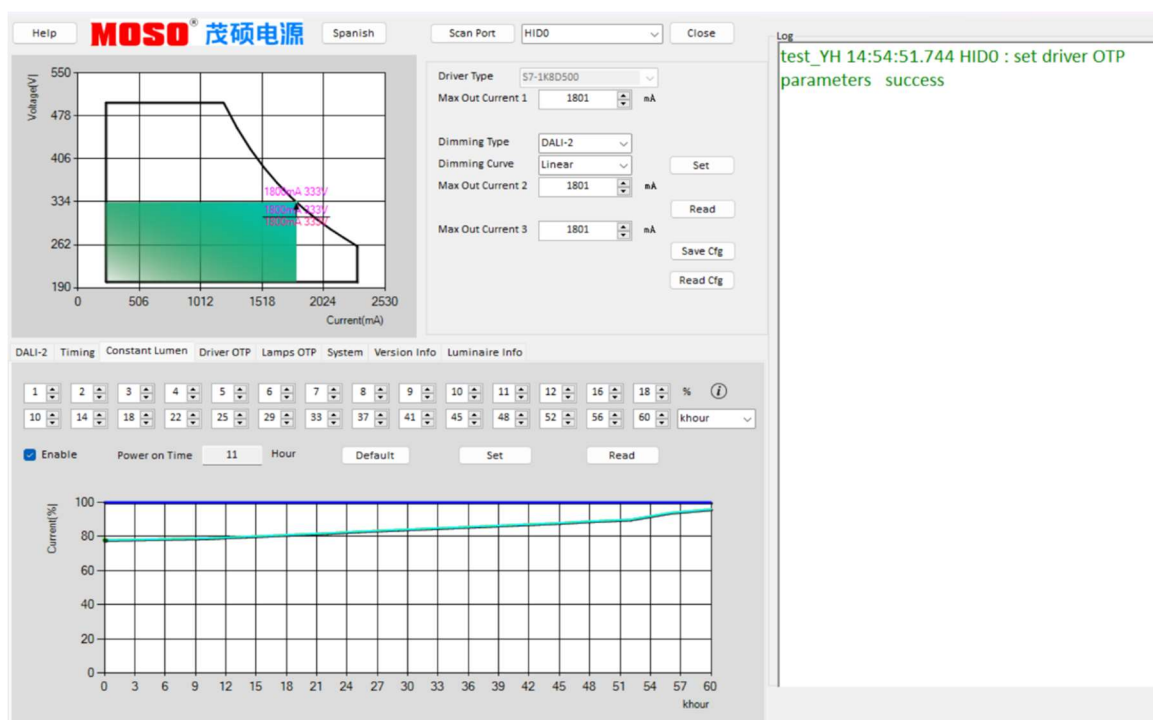 Help
MOSO® 茂硕电源
Spanish
Scan Port
HID0
Close
Log
test_YH 14:54:51.744 HID0 : set driver OTP
parameters success
Voltage[V]
550
478
406
334
262
190
0 506 1012 1518 2024 2530
Current(mA)
1800mA 333V
1800mA 333V
1800mA 333V
Driver Type S7-1K8D500
Max Out Current 1 1801 mA
Dimming Type DALI-2
Dimming Curve Linear
Set
Max Out Current 2 1801 mA
Read
Max Out Current 3 1801 mA
Save Cfg
Read Cfg
DALI-2 Timing Constant Lumen Driver OTP Lamps OTP System Version Info Luminaire Info
1 2 3 4 5 6 7 8 9 10 11 12 16 18 % i
10 14 18 22 25 29 33 37 41 45 48 52 56 60 khour
Enable Power on Time 11 Hour Default Set Read
Current[%]
100
80
60
40
20
0
0 3 6 9 12 15 18 21 24 27 30 33 36 39 42 45 48 51 54 57 60
khour